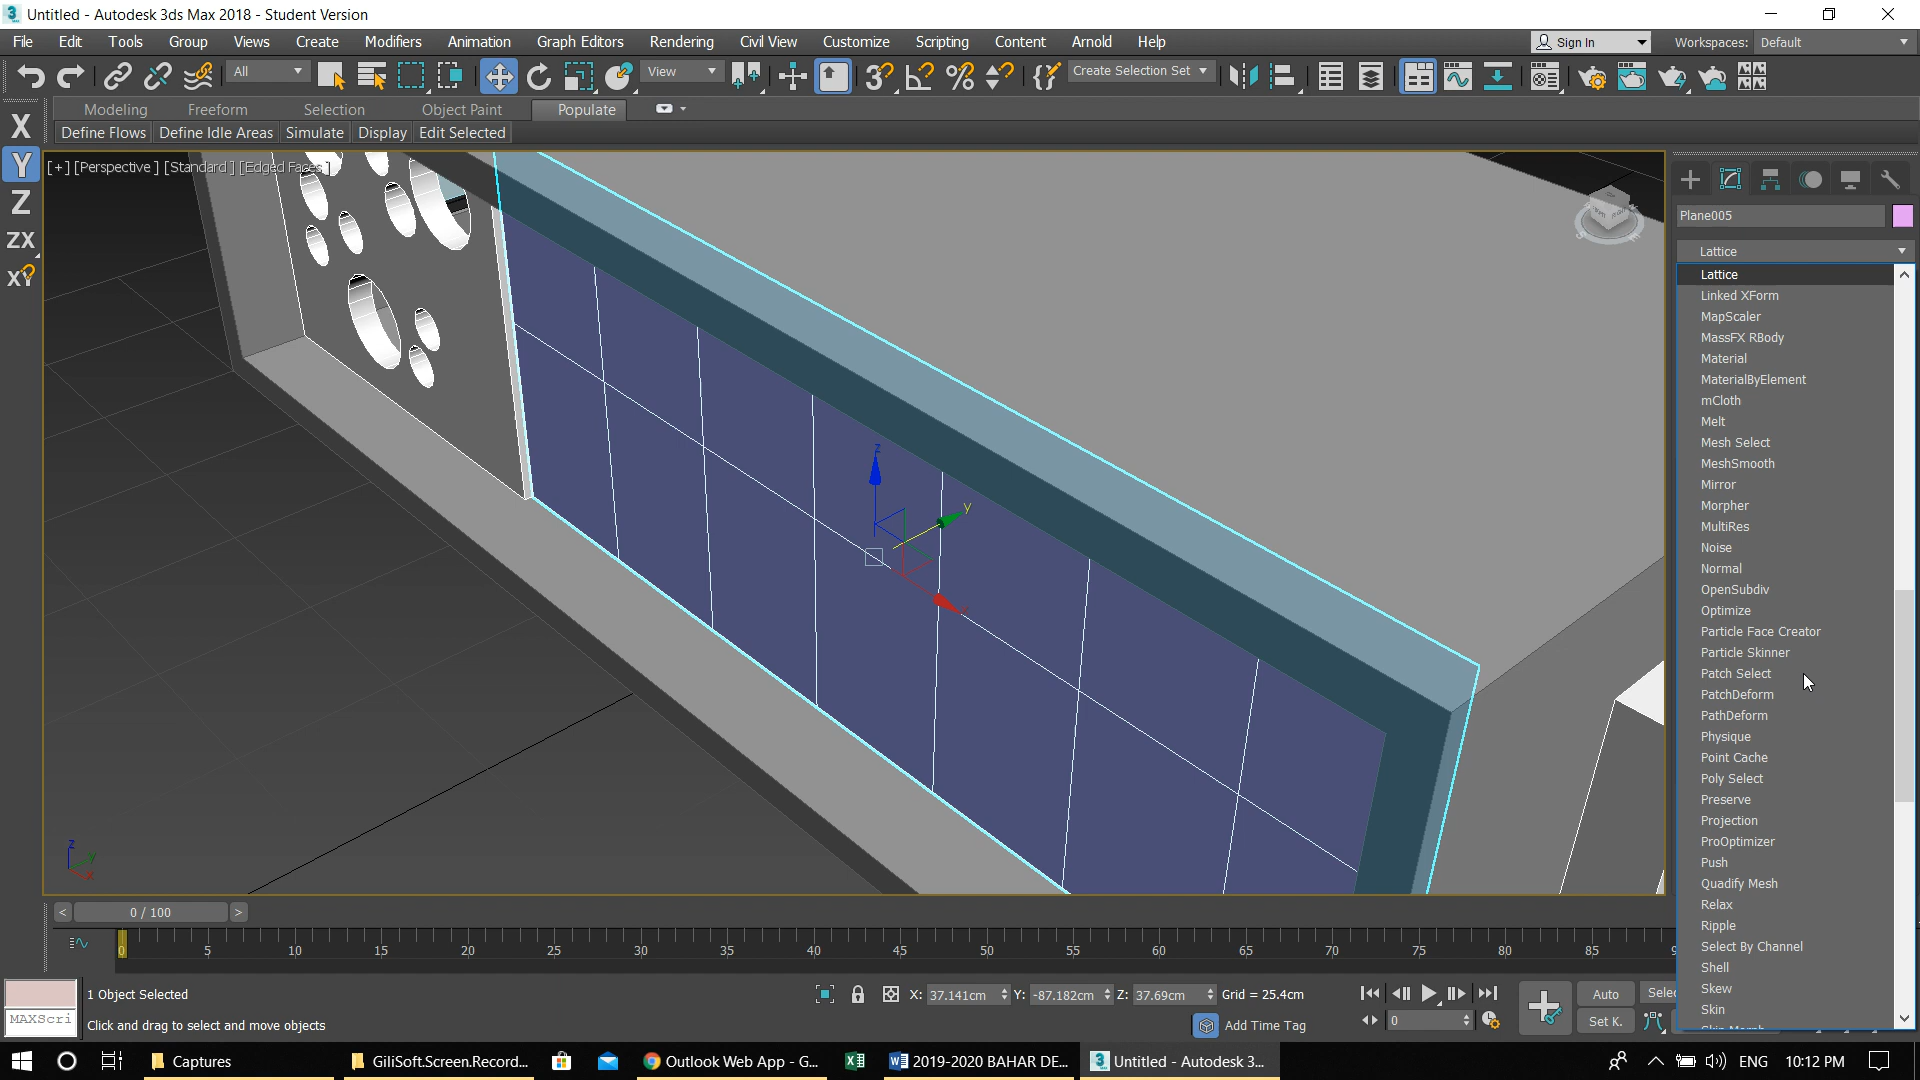 Untitled - Autodesk 3ds Max 2018 - Student Version
File Edit Tools Group Views Create Modifiers Animation Graph Editors Rendering Civil View Customize Scripting Content Arnold Help
Sign In
Workspaces: Default
All
View
Create Selection Set
Modeling Freeform Selection Object Paint Populate
Define Flows Define Idle Areas Simulate Display Edit Selected
X
Y
Z
ZX
XY
[+] [Perspective ] [Standard ] [Edged Faces ]
Plane005
Lattice
Lattice
Linked XForm
MapScaler
MassFX RBody
Material
MaterialByElement
mCloth
Melt
Mesh Select
MeshSmooth
Mirror
Morpher
MultiRes
Noise
Normal
OpenSubdiv
Optimize
Particle Face Creator
Particle Skinner
Patch Select
PatchDeform
PathDeform
Physique
Point Cache
Poly Select
Preserve
Projection
ProOptimizer
Push
Quadify Mesh
Relax
Ripple
Select By Channel
Shell
Skew
Skin
Skin Morph
z
y
x
z
y
x
< 0 / 100 >
0 5 10 15 20 25 30 35 40 45 50 55 60 65 70 75 80 85
1 Object Selected
X: 37.141cm Y: -87.182cm Z: 37.69cm Grid = 25.4cm
Auto
MAXScri
Click and drag to select and move objects
Add Time Tag
0
Set K.
Captures
GiliSoft.Screen.Record...
Outlook Web App - G...
2019-2020 BAHAR DE...
Untitled - Autodesk 3...
ENG
10:12 PM